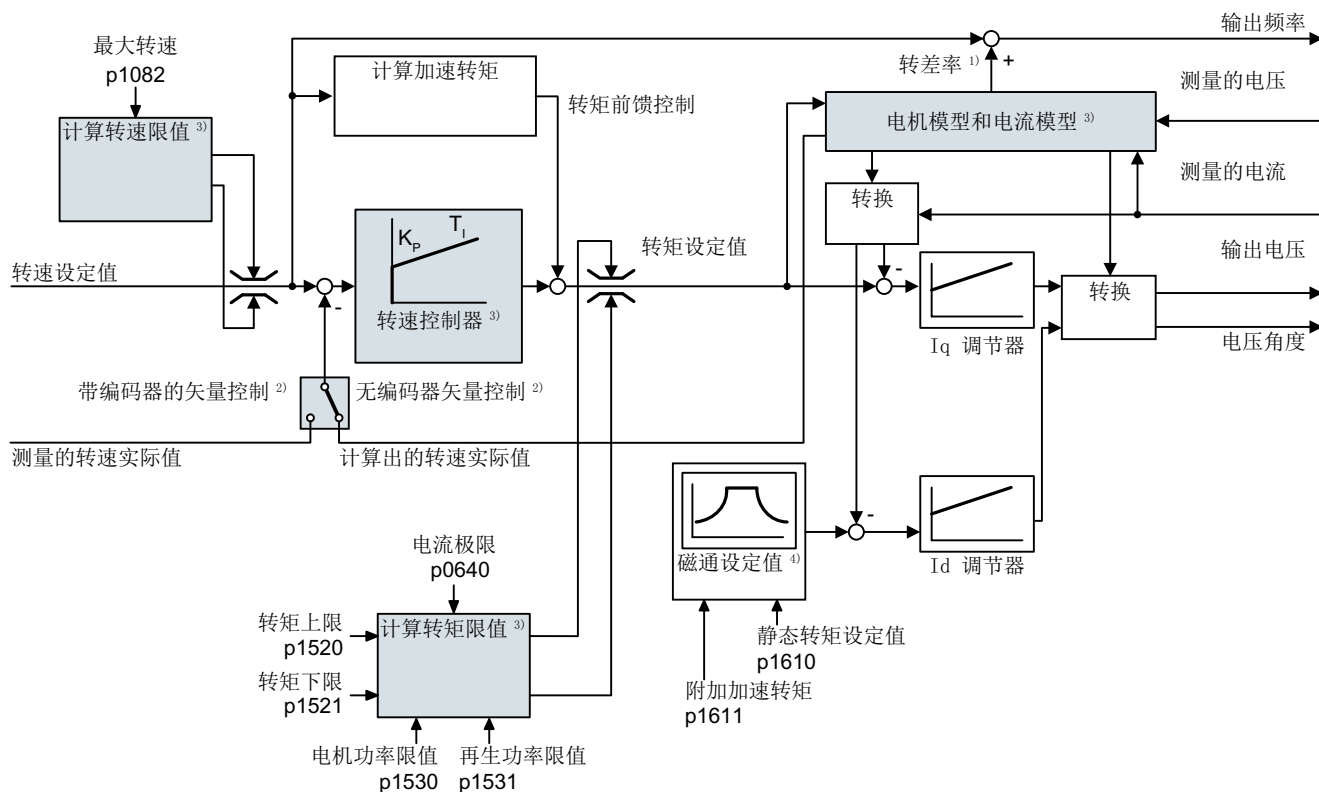 最大转速
p1082
计算转速限值 3)
计算加速转矩
转矩前馈控制
转差率 1)
+
输出频率
测量的电压
电机模型和电流模型 3)
测量的电流
转换
转速设定值
-
KP
TI
转速控制器 3)
转矩设定值
-
Iq 调节器
转换
输出电压
电压角度
带编码器的矢量控制 2)
无编码器矢量控制 2)
测量的转速实际值
计算出的转速实际值
磁通设定值 4)
-
Id 调节器
静态转矩设定值
p1610
附加加速转矩
p1611
电流极限
p0640
转矩上限
p1520
计算转矩限值 3)
转矩下限
p1521
电机功率限值
p1530
再生功率限值
p1531